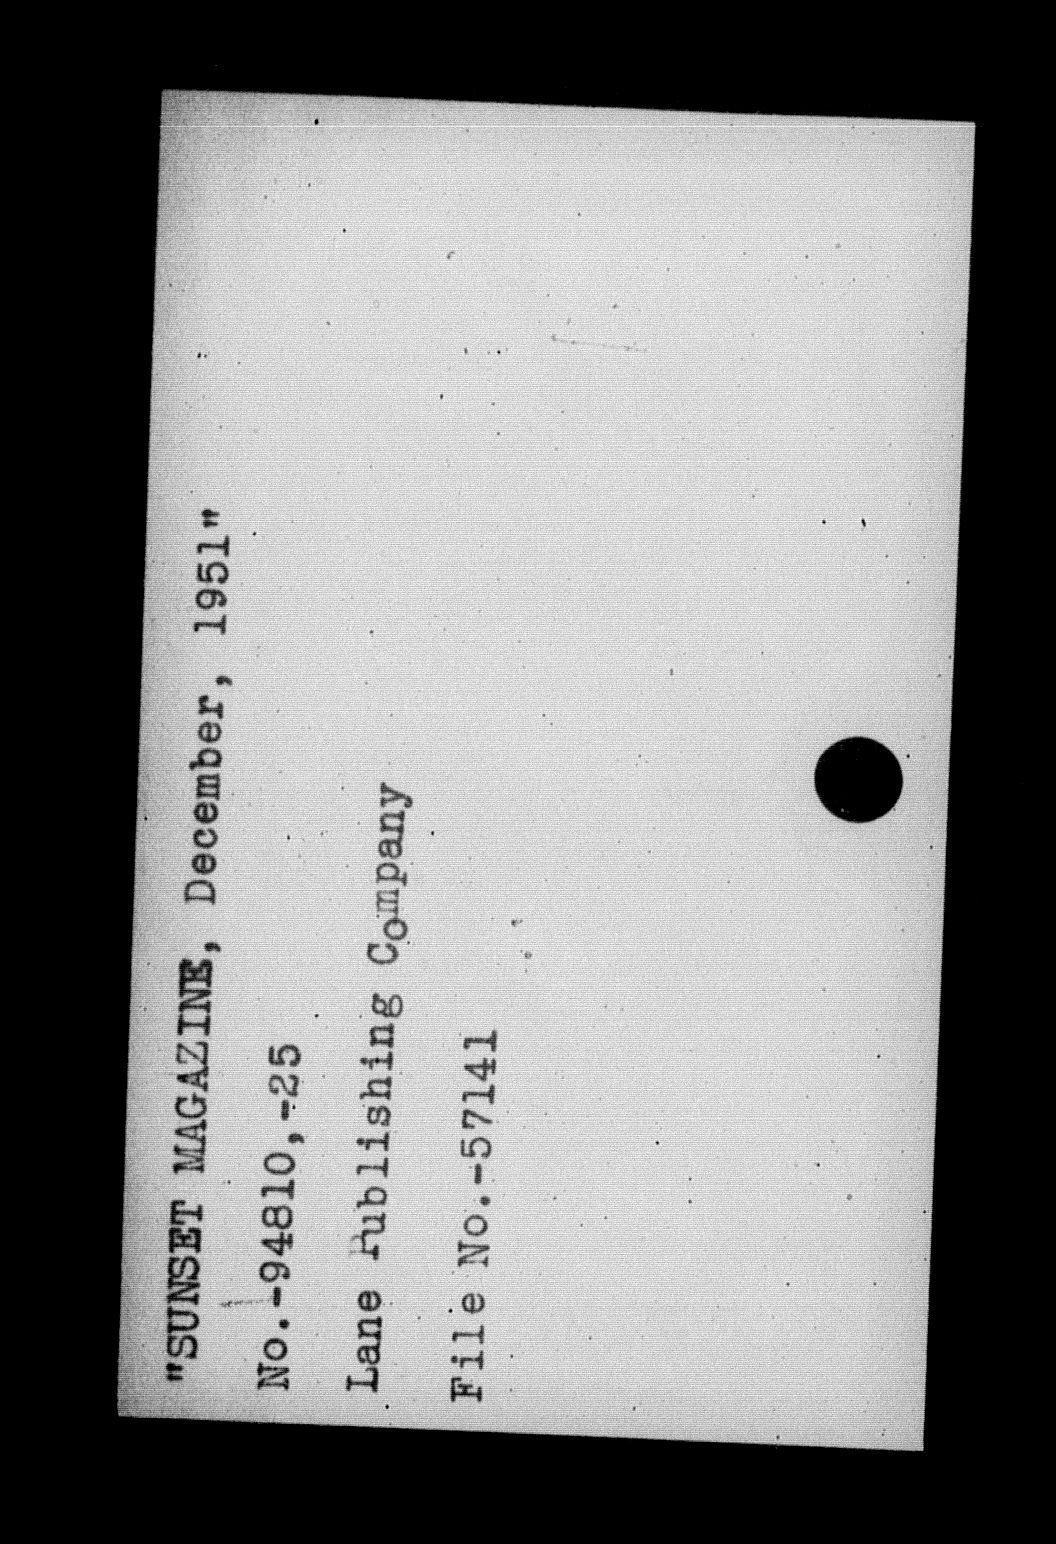 "SUNSET MAGAZINE, December, 1951"
No.-94810,-25
Lane Publishing Company
File No.-57141